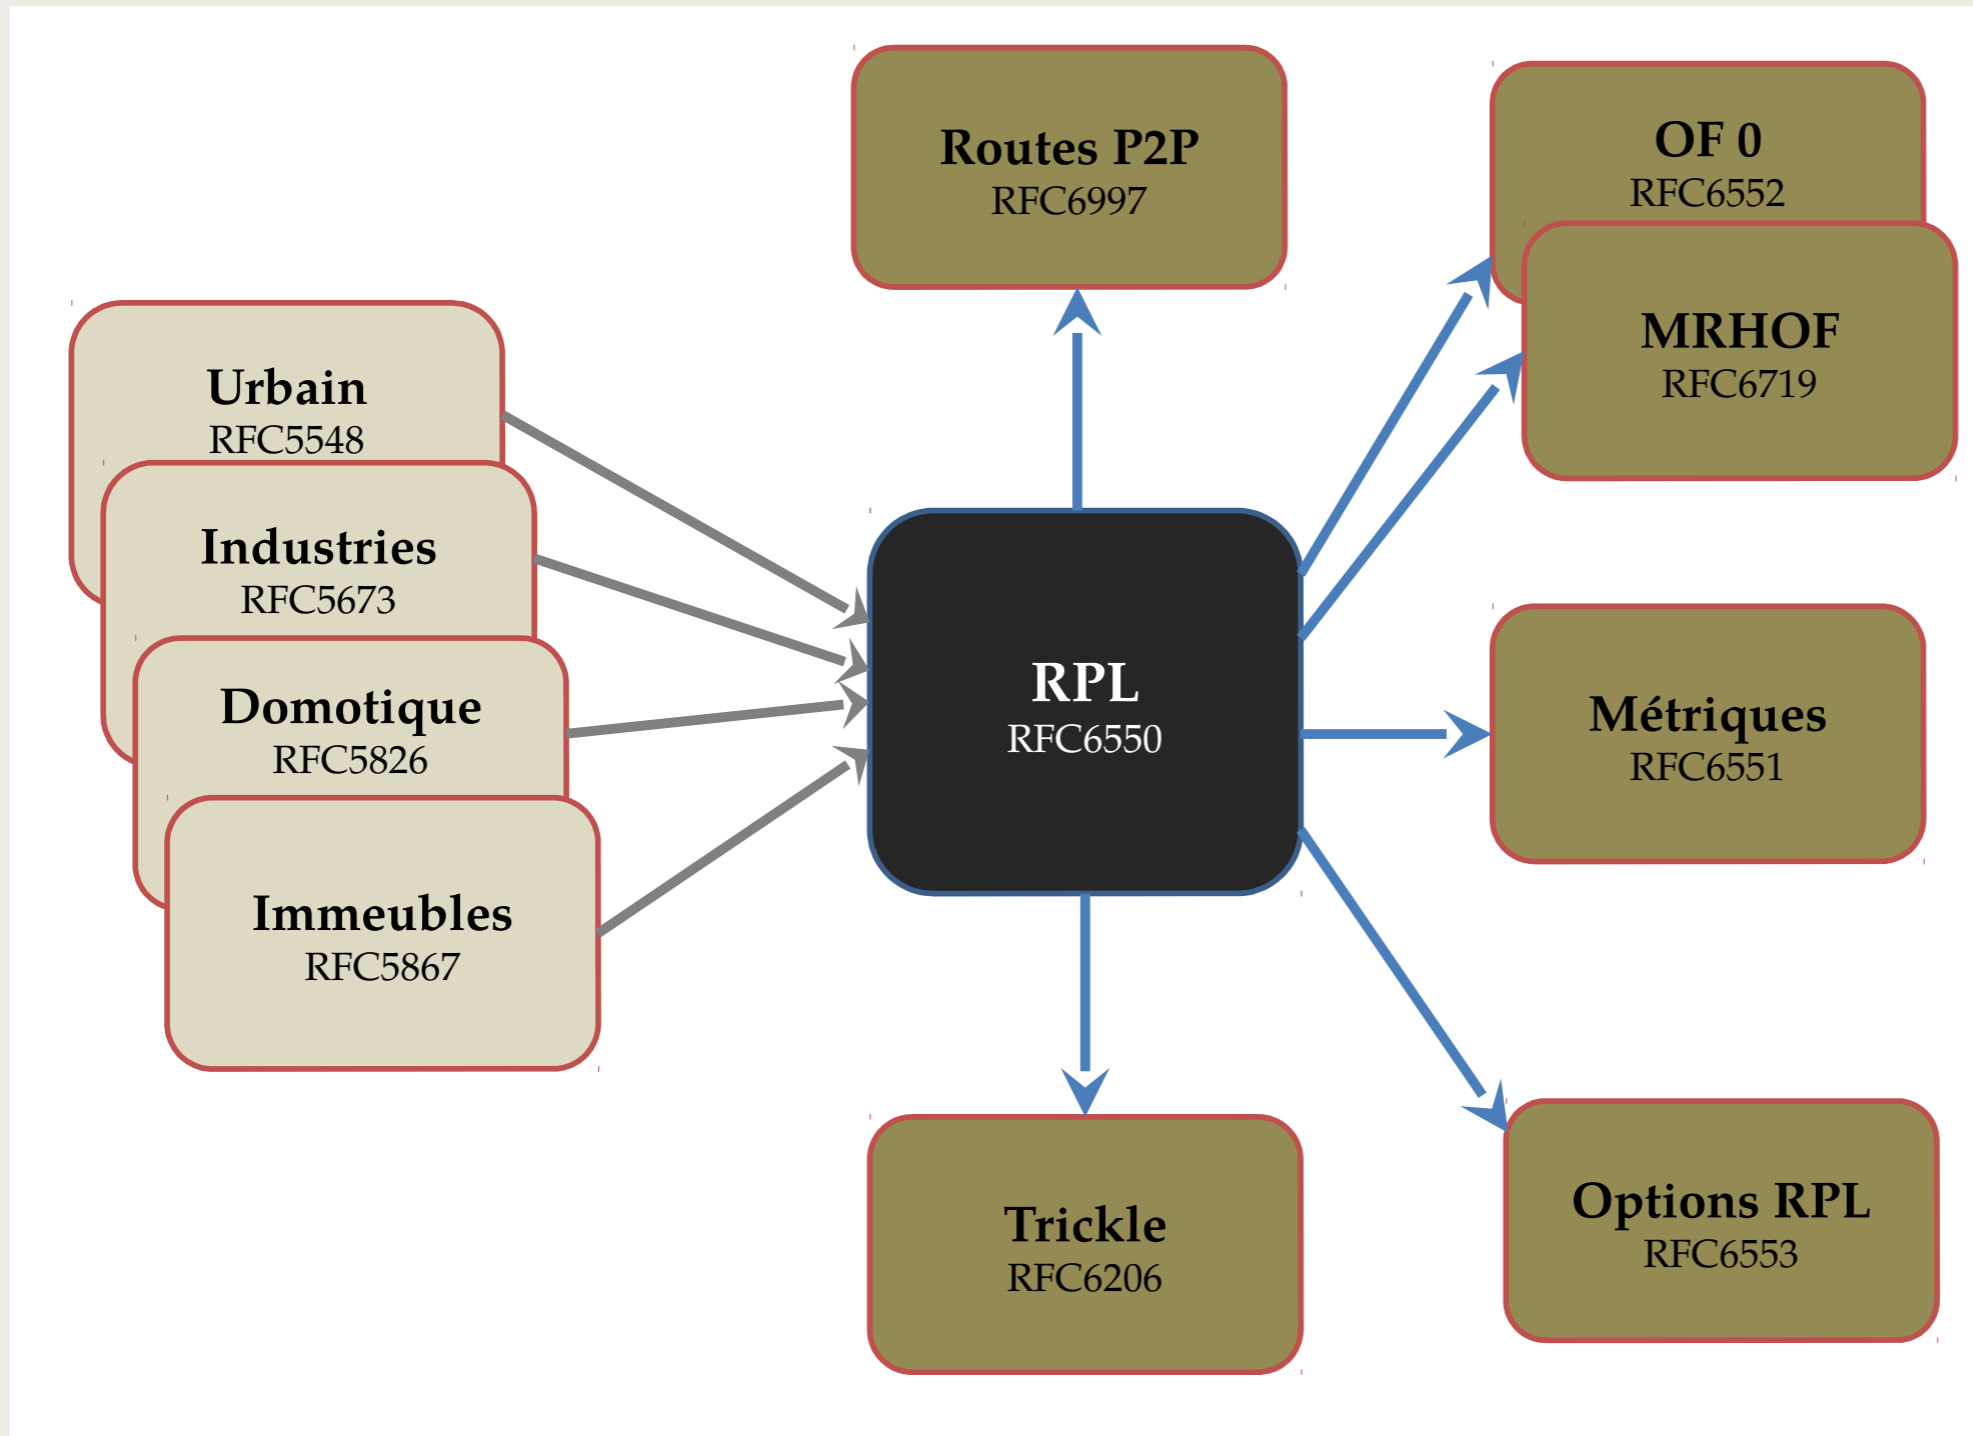 Routes P2P
RFC6997
OF 0
RFC6552
MRHOF
RFC6719
Urbain
RFC5548
Industries
RFC5673
Domotique
RFC5826
Immeubles
RFC5867
RPL
RFC6550
Métriques
RFC6551
Trickle
RFC6206
Options RPL
RFC6553